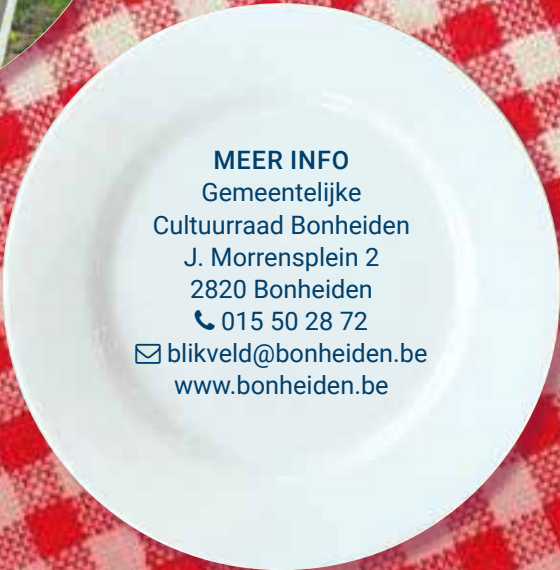 MEER INFO
Gemeentelijke
Cultuurraad Bonheiden
J. Morrensplein 2
2820 Bonheiden
015 50 28 72
blikveld@bonheiden.be
www.bonheiden.be